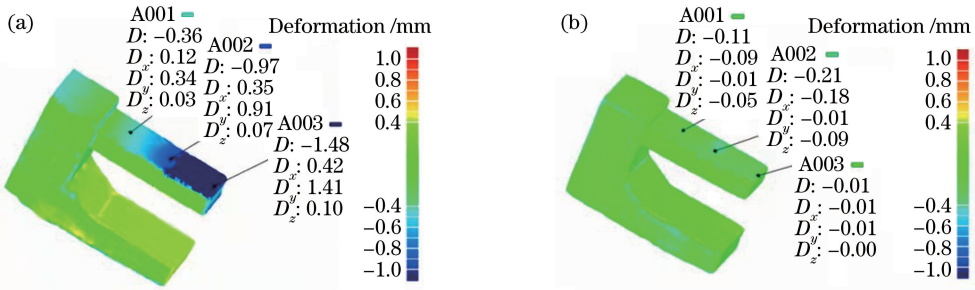 (a)
A001
D: −0.36
Dx: 0.12
Dy: 0.34
Dz: 0.03
A002
D: −0.97
Dx: 0.35
Dy: 0.91
Dz: 0.07
A003
D: −1.48
Dx: 0.42
Dy: 1.41
Dz: 0.10
Deformation /mm
1.0
0.8
0.6
0.4
−0.4
−0.6
−0.8
−1.0
(b)
A001
D: −0.11
Dx: −0.09
Dy: −0.01
Dz: −0.05
A002
D: −0.21
Dx: −0.18
Dy: −0.01
Dz: −0.09
A003
D: −0.01
Dx: −0.01
Dy: −0.01
Dz: −0.00
Deformation /mm
1.0
0.8
0.6
0.4
−0.4
−0.6
−0.8
−1.0